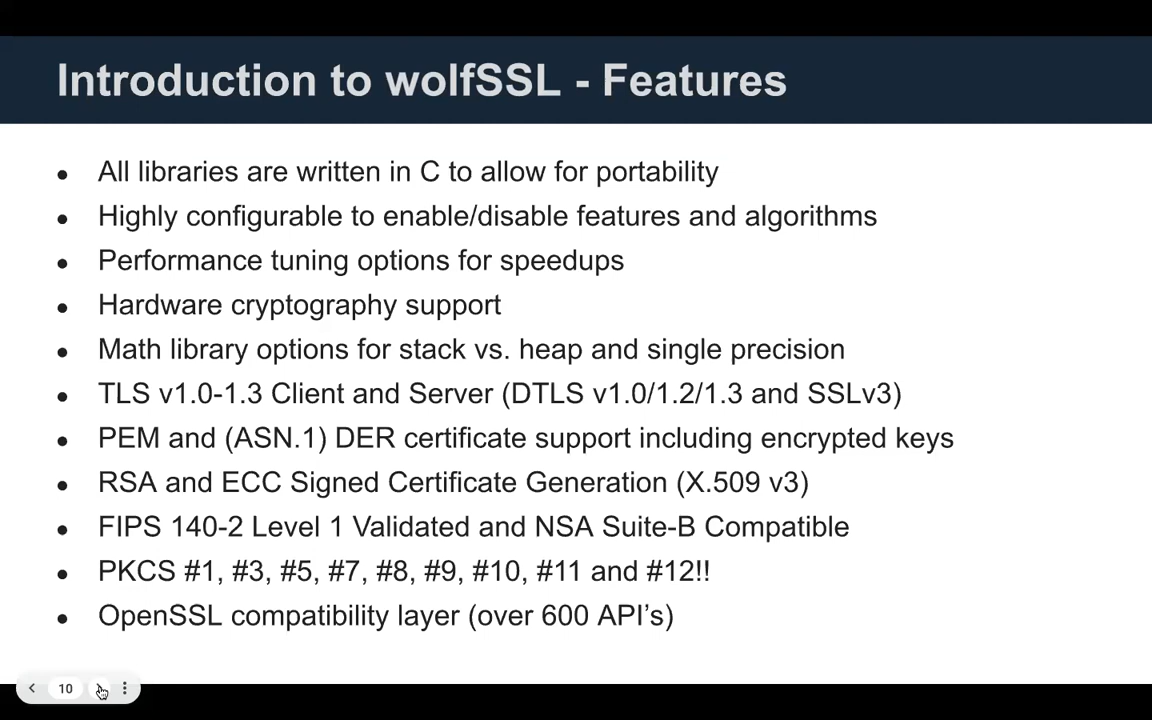 Introduction to wolfSSL - Features
● All libraries are written in C to allow for portability
● Highly configurable to enable/disable features and algorithms
● Performance tuning options for speedups
● Hardware cryptography support
● Math library options for stack vs. heap and single precision
● TLS v1.0-1.3 Client and Server (DTLS v1.0/1.2/1.3 and SSLv3)
● PEM and (ASN.1) DER certificate support including encrypted keys
● RSA and ECC Signed Certificate Generation (X.509 v3)
● FIPS 140-2 Level 1 Validated and NSA Suite-B Compatible
● PKCS #1, #3, #5, #7, #8, #9, #10, #11 and #12!!
● OpenSSL compatibility layer (over 600 API’s)
10